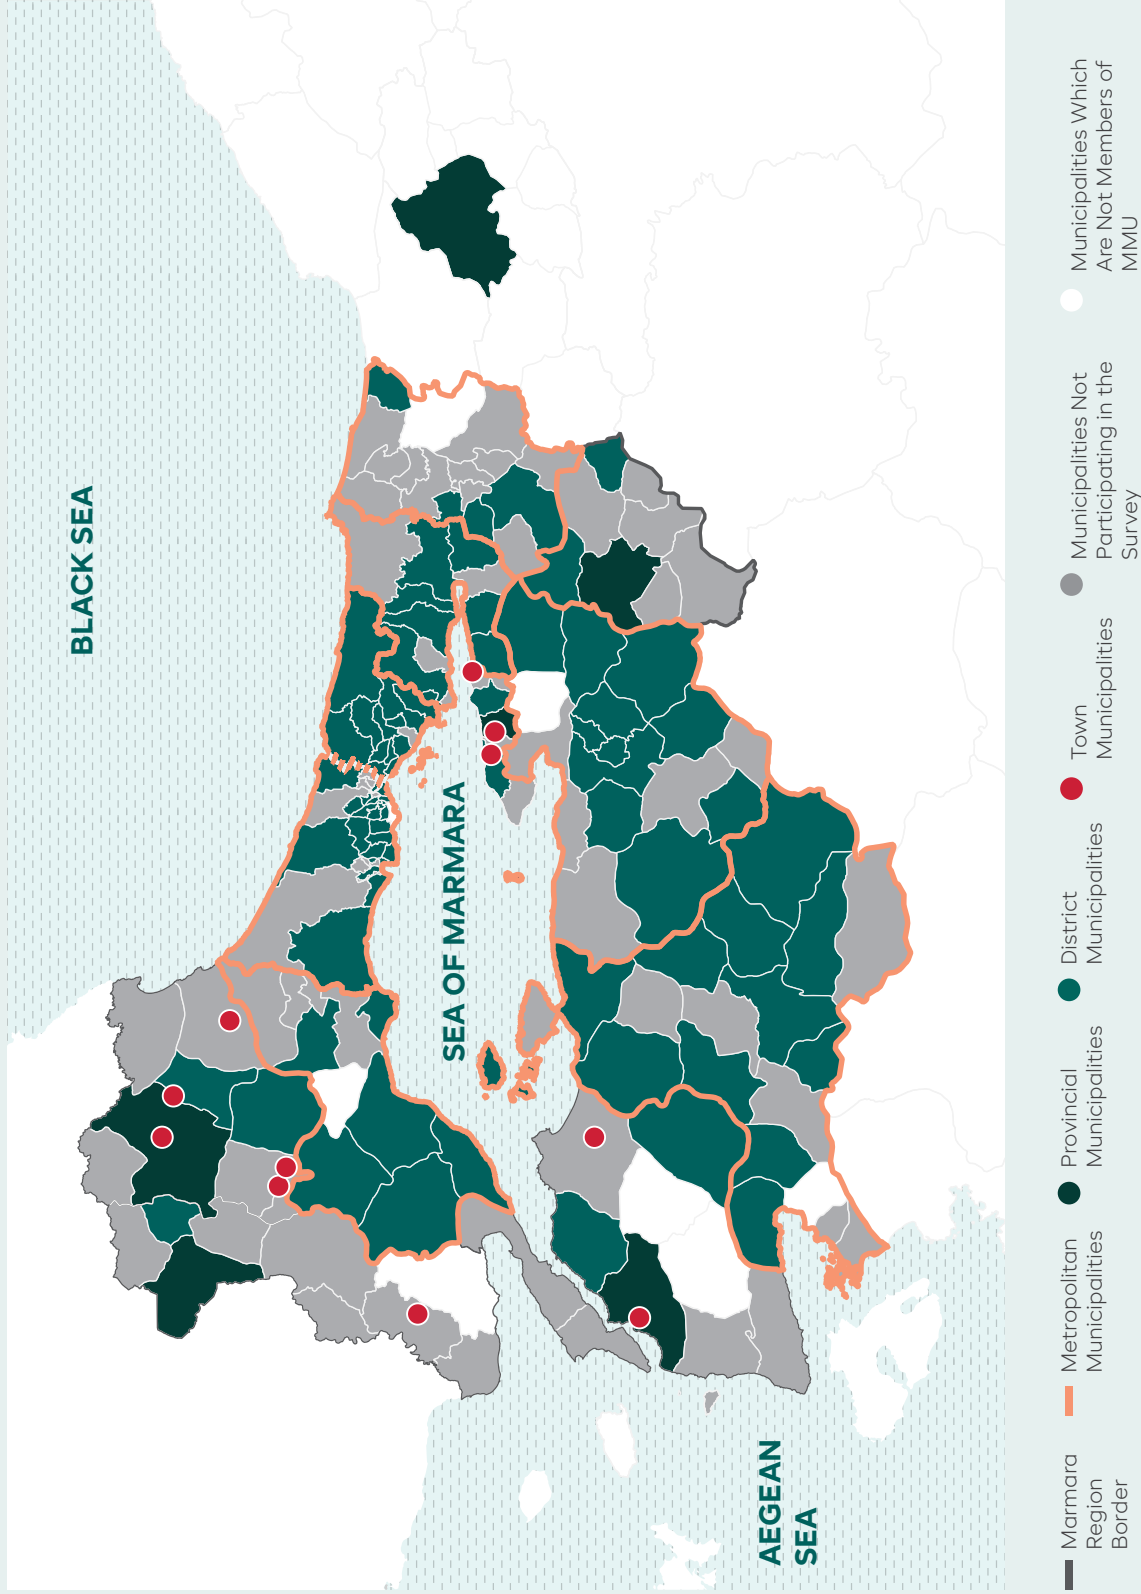 BLACK SEA
SEA OF MARMARA
AEGEAN
SEA
Marmara
Region
Border
Metropolitan
Municipalities
Provincial
Municipalities
District
Municipalities
Town
Municipalities
Municipalities Not
Participating in the
Survey
Municipalities Which
Are Not Members of
MMU